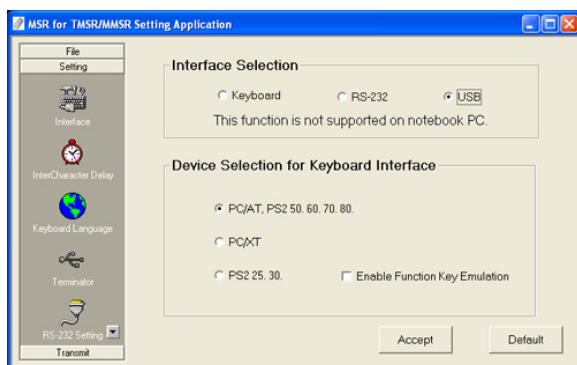 MSR for TMSR/MMSR Setting Application
File
Setting
Interface
InterCharacter Delay
Keyboard Language
Terminator
RS-232 Setting
Transmit
Interface Selection
Keyboard RS-232 USB
This function is not supported on notebook PC.
Device Selection for Keyboard Interface
PC/AT, PS2 50. 60. 70. 80.
PC/XT
PS2 25. 30. Enable Function Key Emulation
Accept Default